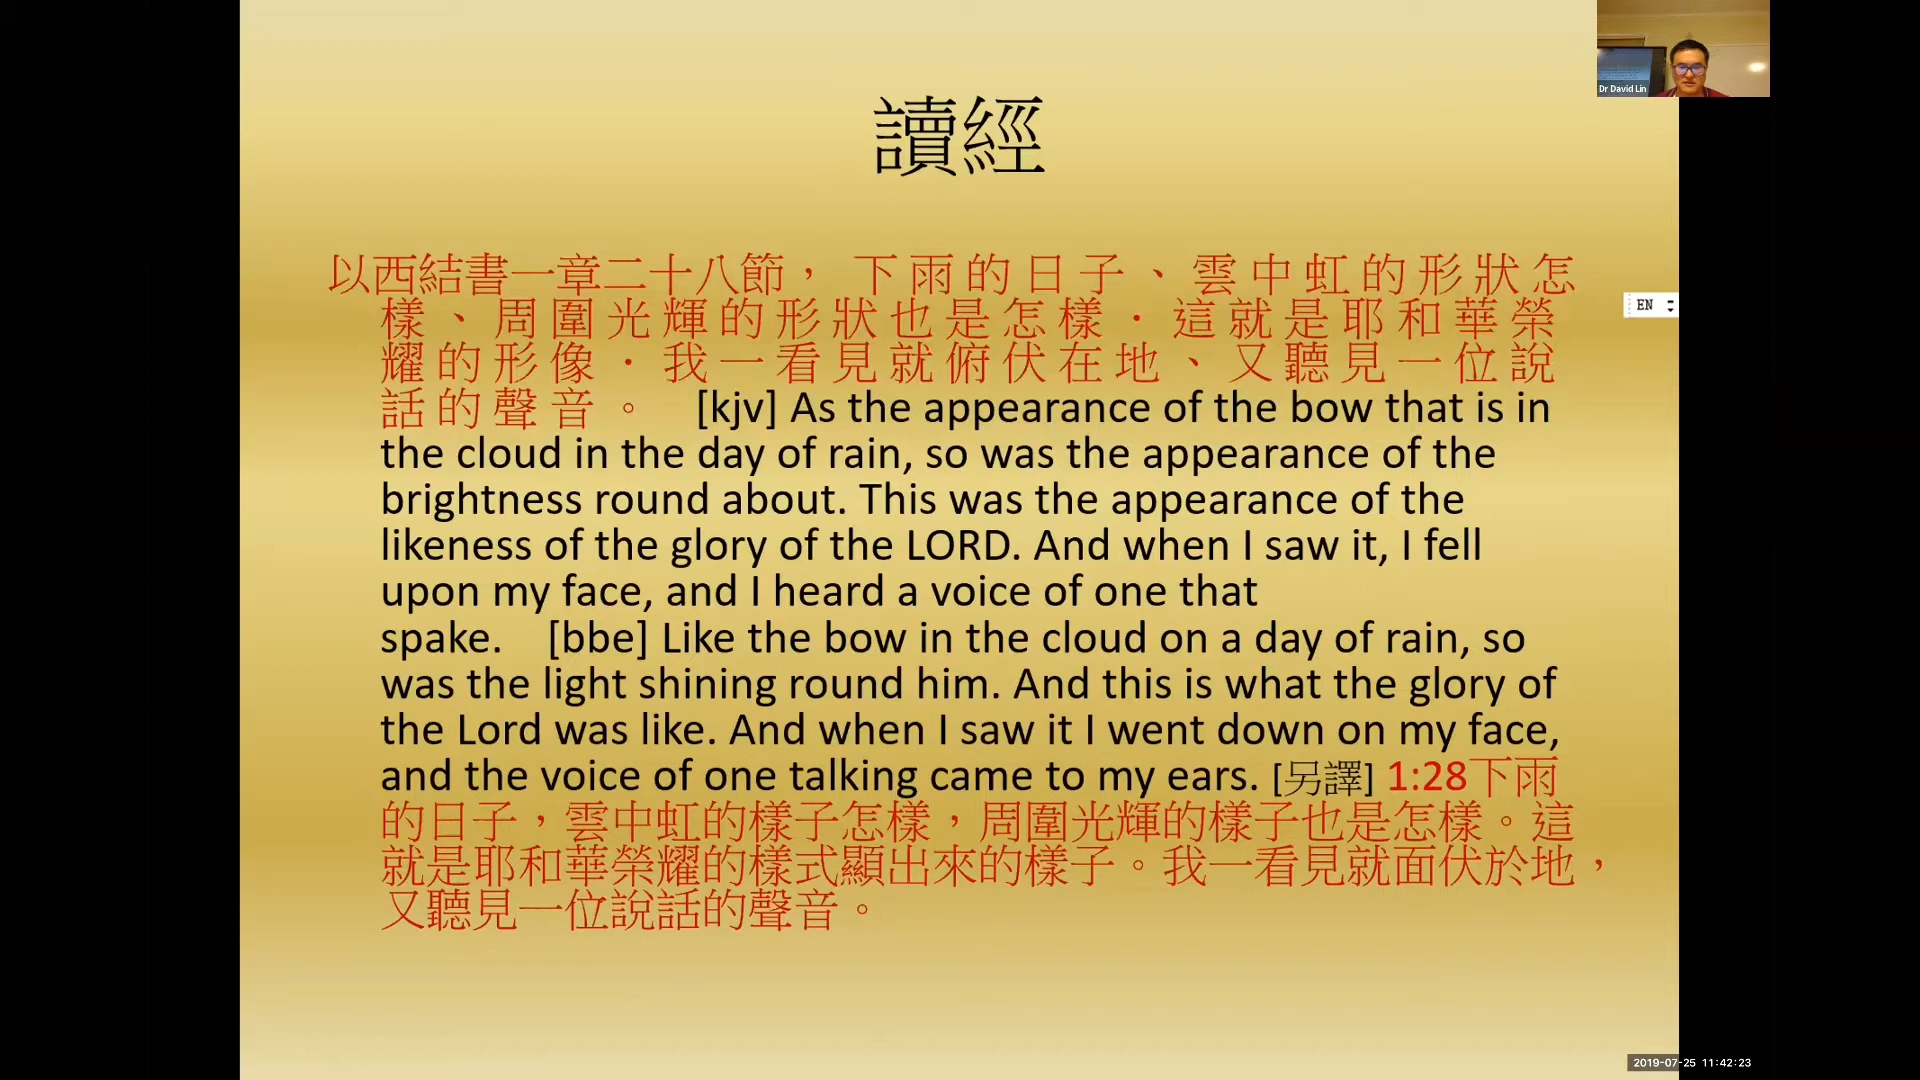 Dr David Lin
讀經
EN
以西結書一章二十八節， 下 雨 的 日 子 、 雲 中 虹 的 形 狀 怎
樣 、 周 圍 光 輝 的 形 狀 也 是 怎 樣 ． 這 就 是 耶 和 華 榮
耀 的 形 像 ． 我 一 看 見 就 俯 伏 在 地 、 又 聽 見 一 位 說
話 的 聲 音 。 [kjv] As the appearance of the bow that is in
the cloud in the day of rain, so was the appearance of the
brightness round about. This was the appearance of the
likeness of the glory of the LORD. And when I saw it, I fell
upon my face, and I heard a voice of one that
spake. [bbe] Like the bow in the cloud on a day of rain, so
was the light shining round him. And this is what the glory of
the Lord was like. And when I saw it I went down on my face,
and the voice of one talking came to my ears. [另譯] 1:28下雨
的日子，雲中虹的樣子怎樣，周圍光輝的樣子也是怎樣。這
就是耶和華榮耀的樣式顯出來的樣子。我一看見就面伏於地，
又聽見一位說話的聲音。
2019-07-25 11:42:23